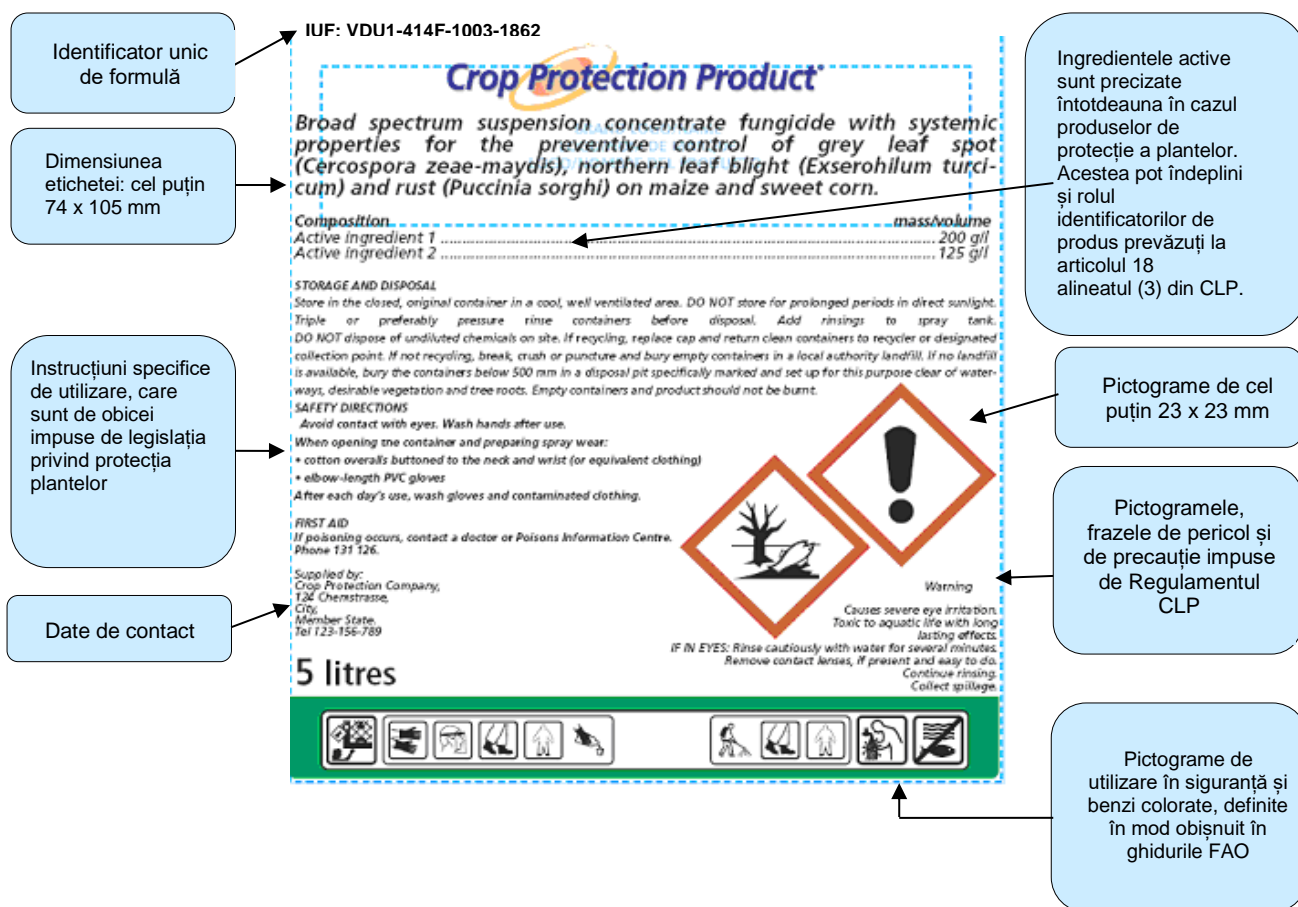 Identificator unic
de formulă
Dimensiunea
etichetei: cel puțin
74 x 105 mm
Instrucțiuni specifice
de utilizare, care
sunt de obicei
impuse de legislația
privind protecția
plantelor
Date de contact
IUF: VDU1-414F-1003-1862
Crop Protection Product
Broad spectrum suspension concentrate fungicide with systemic
properties for the preventive control of grey leaf spot
(Cercospora zeae-maydis), northern leaf blight (Exserohilum turci-
cum) and rust (Puccinia sorghi) on maize and sweet corn.
Composition mass/volume
Active ingredient 1 200 g/l
Active ingredient 2 125 g/l
STORAGE AND DISPOSAL
Store in the closed, original container in a cool, well ventilated area. DO NOT store for prolonged periods in direct sunlight.
Triple or preferably pressure rinse containers before disposal. Add rinsings to spray tank.
DO NOT dispose of undiluted chemicals on site. If recycling, replace cap and return clean containers to recycler or designated
collection point. If not recycling, break, crush or puncture and bury empty containers in a local authority landfill. If no landfill
is available, bury the containers below 500 mm in a disposal pit specifically marked and set up for this purpose clear of water-
ways, desirable vegetation and tree roots. Empty containers and product should not be burnt.
SAFETY DIRECTIONS
Avoid contact with eyes. Wash hands after use.
When opening the container and preparing spray wear:
• cotton overalls buttoned to the neck and wrist (or equivalent clothing)
• elbow-length PVC gloves
After each day's use, wash gloves and contaminated clothing.
FIRST AID
If poisoning occurs, contact a doctor or Poisons Information Centre.
Phone 131 126.
Supplied by:
Crop Protection Company,
124 Chemstrasse,
City,
Member State.
Tel 123-156-789
5 litres
Warning
Causes severe eye irritation.
Toxic to aquatic life with long
lasting effects.
IF IN EYES: Rinse cautiously with water for several minutes.
Remove contact lenses, if present and easy to do.
Continue rinsing.
Collect spillage.
Ingredientele active
sunt precizate
întotdeauna în cazul
produselor de
protecție a plantelor.
Acestea pot îndeplini
și rolul
identificatorilor de
produs prevăzuți la
articolul 18
alineatul (3) din CLP.
Pictograme de cel
puțin 23 x 23 mm
Pictogramele,
frazele de pericol și
de precauție impuse
de Regulamentul
CLP
Pictograme de
utilizare în siguranță și
benzi colorate, definite
în mod obișnuit în
ghidurile FAO